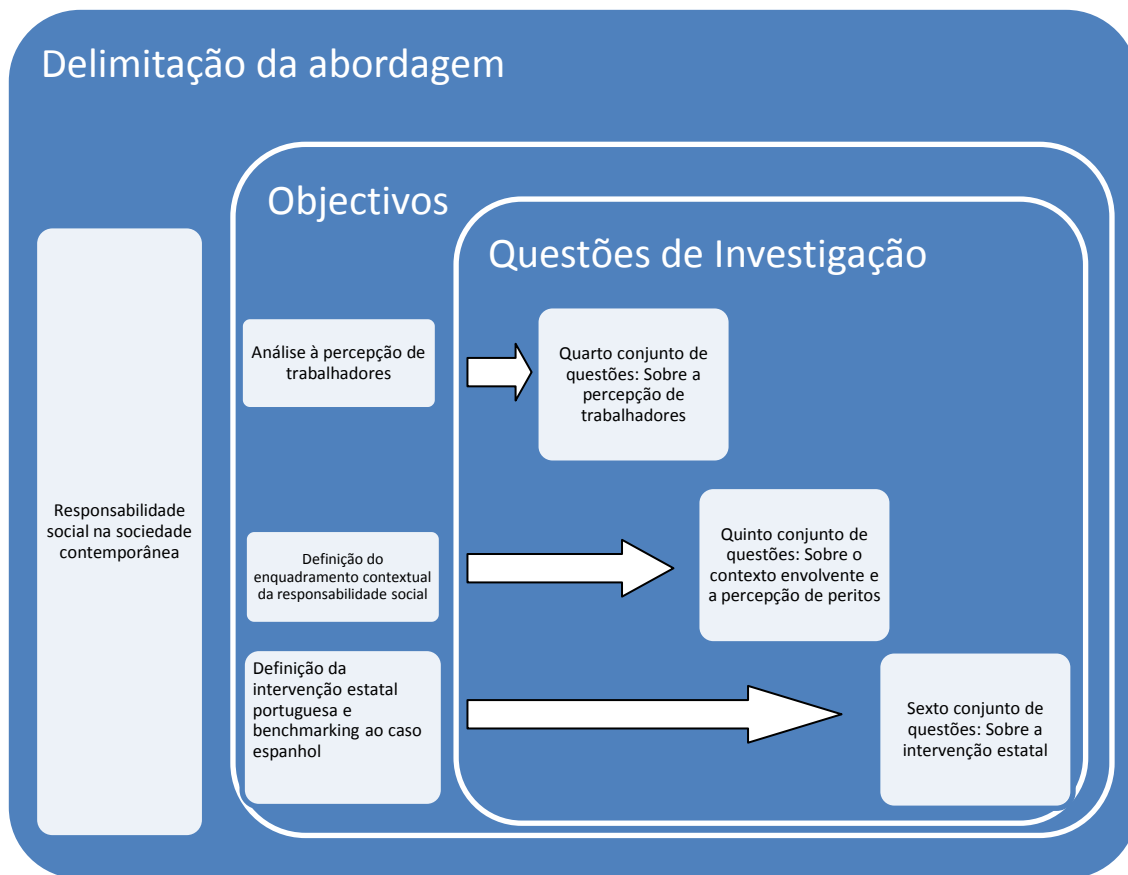 Delimitação da abordagem
Objectivos
Questões de Investigação
Responsabilidade
social na sociedade
contemporânea
Análise à percepção de
trabalhadores
Quarto conjunto de
questões: Sobre a
percepção de
trabalhadores
Definição do
enquadramento contextual
da responsabilidade social
Quinto conjunto de
questões: Sobre o
contexto envolvente e
a percepção de peritos
Definição da
intervenção estatal
portuguesa e
benchmarking ao caso
espanhol
Sexto conjunto de
questões: Sobre a
intervenção estatal